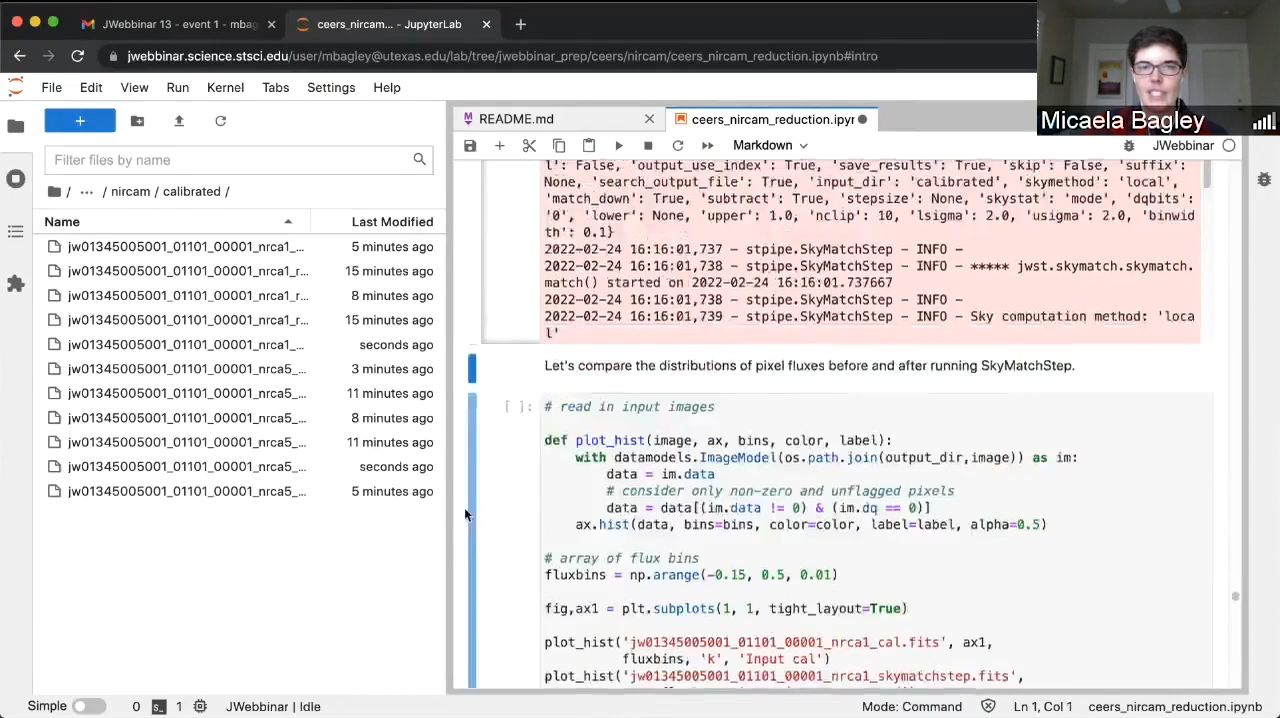 JWebbinar 13 - event 1 - mbag
ceers_nircam... - JupyterLab
jwebbinar.science.stsci.edu/user/mbagley@utexas.edu/lab/tree/jwebbinar_prep/ceers/nircam/ceers_nircam_reduction.ipynb#intro
Micaela Bagley
File Edit View Run Kernel Tabs Settings Help
README.md
ceers_nircam_reduction.ipyr
Markdown
JWebbinar
Filter files by name
/ ... / nircam / calibrated /
Name Last Modified
jw01345005001_01101_00001_nrca1_... 5 minutes ago
jw01345005001_01101_00001_nrca1_r... 15 minutes ago
jw01345005001_01101_00001_nrca1_r... 8 minutes ago
jw01345005001_01101_00001_nrca1_r... 15 minutes ago
jw01345005001_01101_00001_nrca1_... seconds ago
jw01345005001_01101_00001_nrca5_... 3 minutes ago
jw01345005001_01101_00001_nrca5_... 11 minutes ago
jw01345005001_01101_00001_nrca5_... 8 minutes ago
jw01345005001_01101_00001_nrca5_... 11 minutes ago
jw01345005001_01101_00001_nrca5_... seconds ago
jw01345005001_01101_00001_nrca5_... 5 minutes ago
l': False, 'output_use_index': True, 'save_results': True, 'skip': False, 'suffix':
None, 'search_output_file': True, 'input_dir': 'calibrated', 'skymethod': 'local',
'match_down': True, 'subtract': True, 'stepsize': None, 'skystat': 'mode', 'dqbits':
'0', 'lower': None, 'upper': 1.0, 'nclip': 10, 'lsigma': 2.0, 'usigma': 2.0, 'binwid
th': 0.1}
2022-02-24 16:16:01,737 - stpipe.SkyMatchStep - INFO -
2022-02-24 16:16:01,738 - stpipe.SkyMatchStep - INFO - ***** jwst.skymatch.skymatch.
match() started on 2022-02-24 16:16:01.737667
2022-02-24 16:16:01,738 - stpipe.SkyMatchStep - INFO -
2022-02-24 16:16:01,739 - stpipe.SkyMatchStep - INFO - Sky computation method: 'loca
l'
Let's compare the distributions of pixel fluxes before and after running SkyMatchStep.
[ ]: # read in input images
def plot_hist(image, ax, bins, color, label):
with datamodels.ImageModel(os.path.join(output_dir,image)) as im:
data = im.data
# consider only non-zero and unflagged pixels
data = data[(im.data != 0) & (im.dq == 0)]
ax.hist(data, bins=bins, color=color, label=label, alpha=0.5)
# array of flux bins
fluxbins = np.arange(-0.15, 0.5, 0.01)
fig,ax1 = plt.subplots(1, 1, tight_layout=True)
plot_hist('jw01345005001_01101_00001_nrca1_cal.fits', ax1,
fluxbins, 'k', 'Input cal')
plot_hist('jw01345005001_01101_00001_nrca1_skymatchstep.fits',
Simple 0 1 JWebbinar | Idle Mode: Command Ln 1, Col 1 ceers_nircam_reduction.ipynb